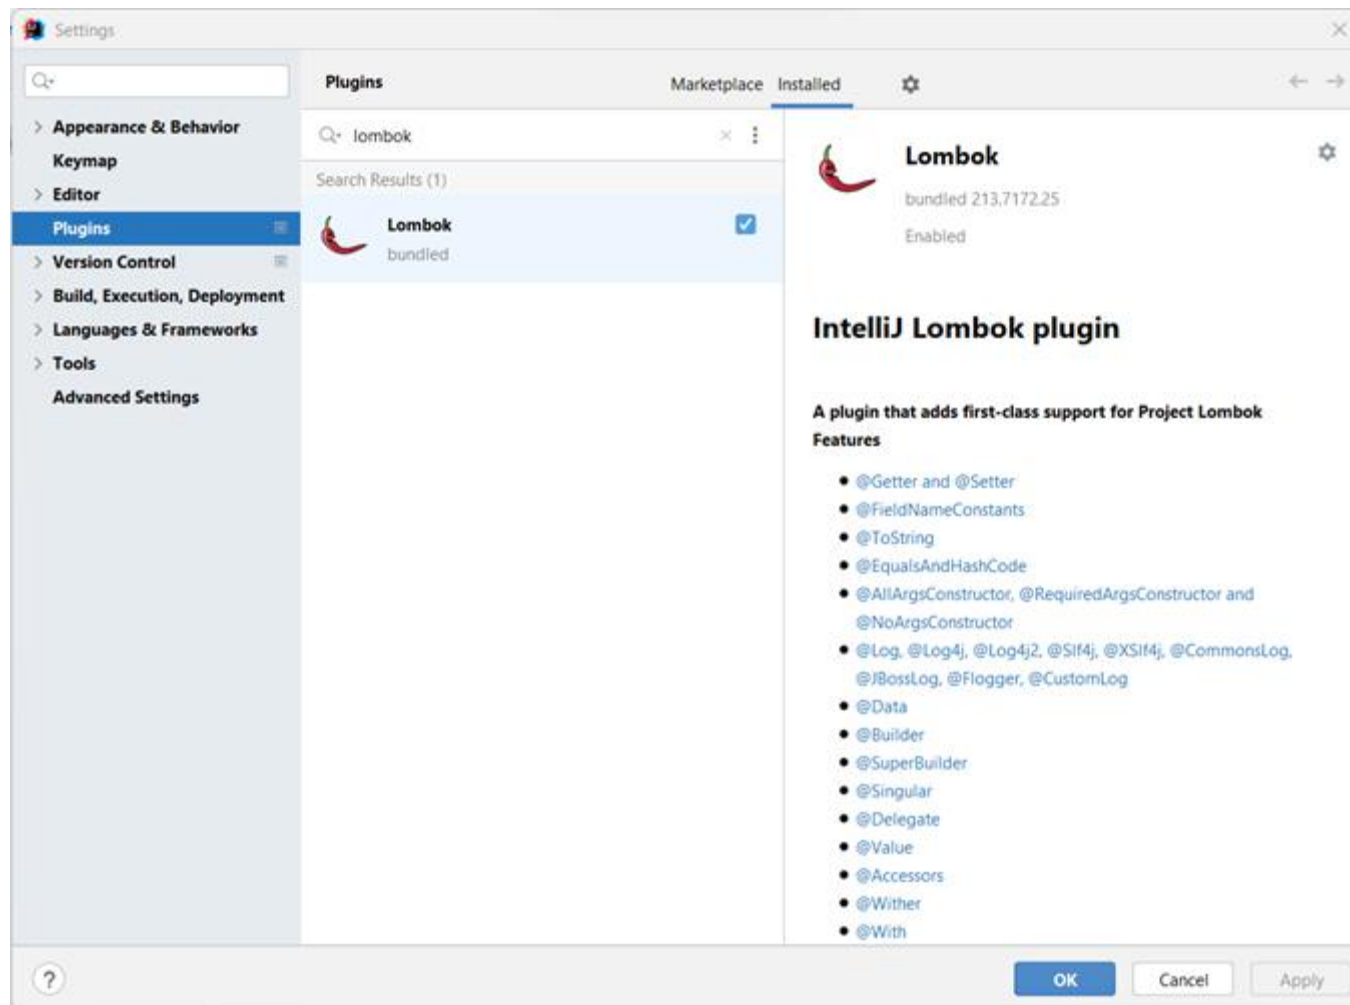 Settings
Plugins
Marketplace
Installed
Appearance & Behavior
Keymap
Editor
Plugins
Version Control
Build, Execution, Deployment
Languages & Frameworks
Tools
Advanced Settings
lombok
Search Results (1)
Lombok
bundled
Lombok
bundled 213.7172.25
Enabled
IntelliJ Lombok plugin
A plugin that adds first-class support for Project Lombok
Features
@Getter and @Setter
@FieldNameConstants
@ToString
@EqualsAndHashCode
@AllArgsConstructor, @RequiredArgsConstructor and
@NoArgsConstructor
@Log, @Log4j, @Log4j2, @Slf4j, @XSlf4j, @CommonsLog,
@JBossLog, @Flogger, @CustomLog
@Data
@Builder
@SuperBuilder
@Singular
@Delegate
@Value
@Accessors
@Wither
@With
?
OK
Cancel
Apply